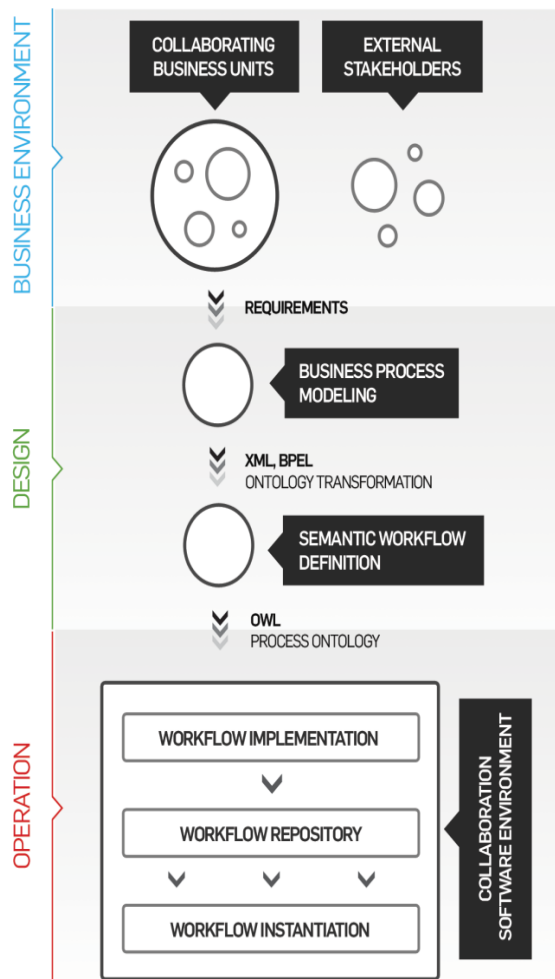 BUSINESS ENVIRONMENT
COLLABORATING
BUSINESS UNITS
EXTERNAL
STAKEHOLDERS
REQUIREMENTS
DESIGN
BUSINESS PROCESS
MODELING
XML, BPEL
ONTOLOGY TRANSFORMATION
SEMANTIC WORKFLOW
DEFINITION
OWL
PROCESS ONTOLOGY
OPERATION
WORKFLOW IMPLEMENTATION
WORKFLOW REPOSITORY
WORKFLOW INSTANTIATION
COLLABORATION
SOFTWARE ENVIRONMENT